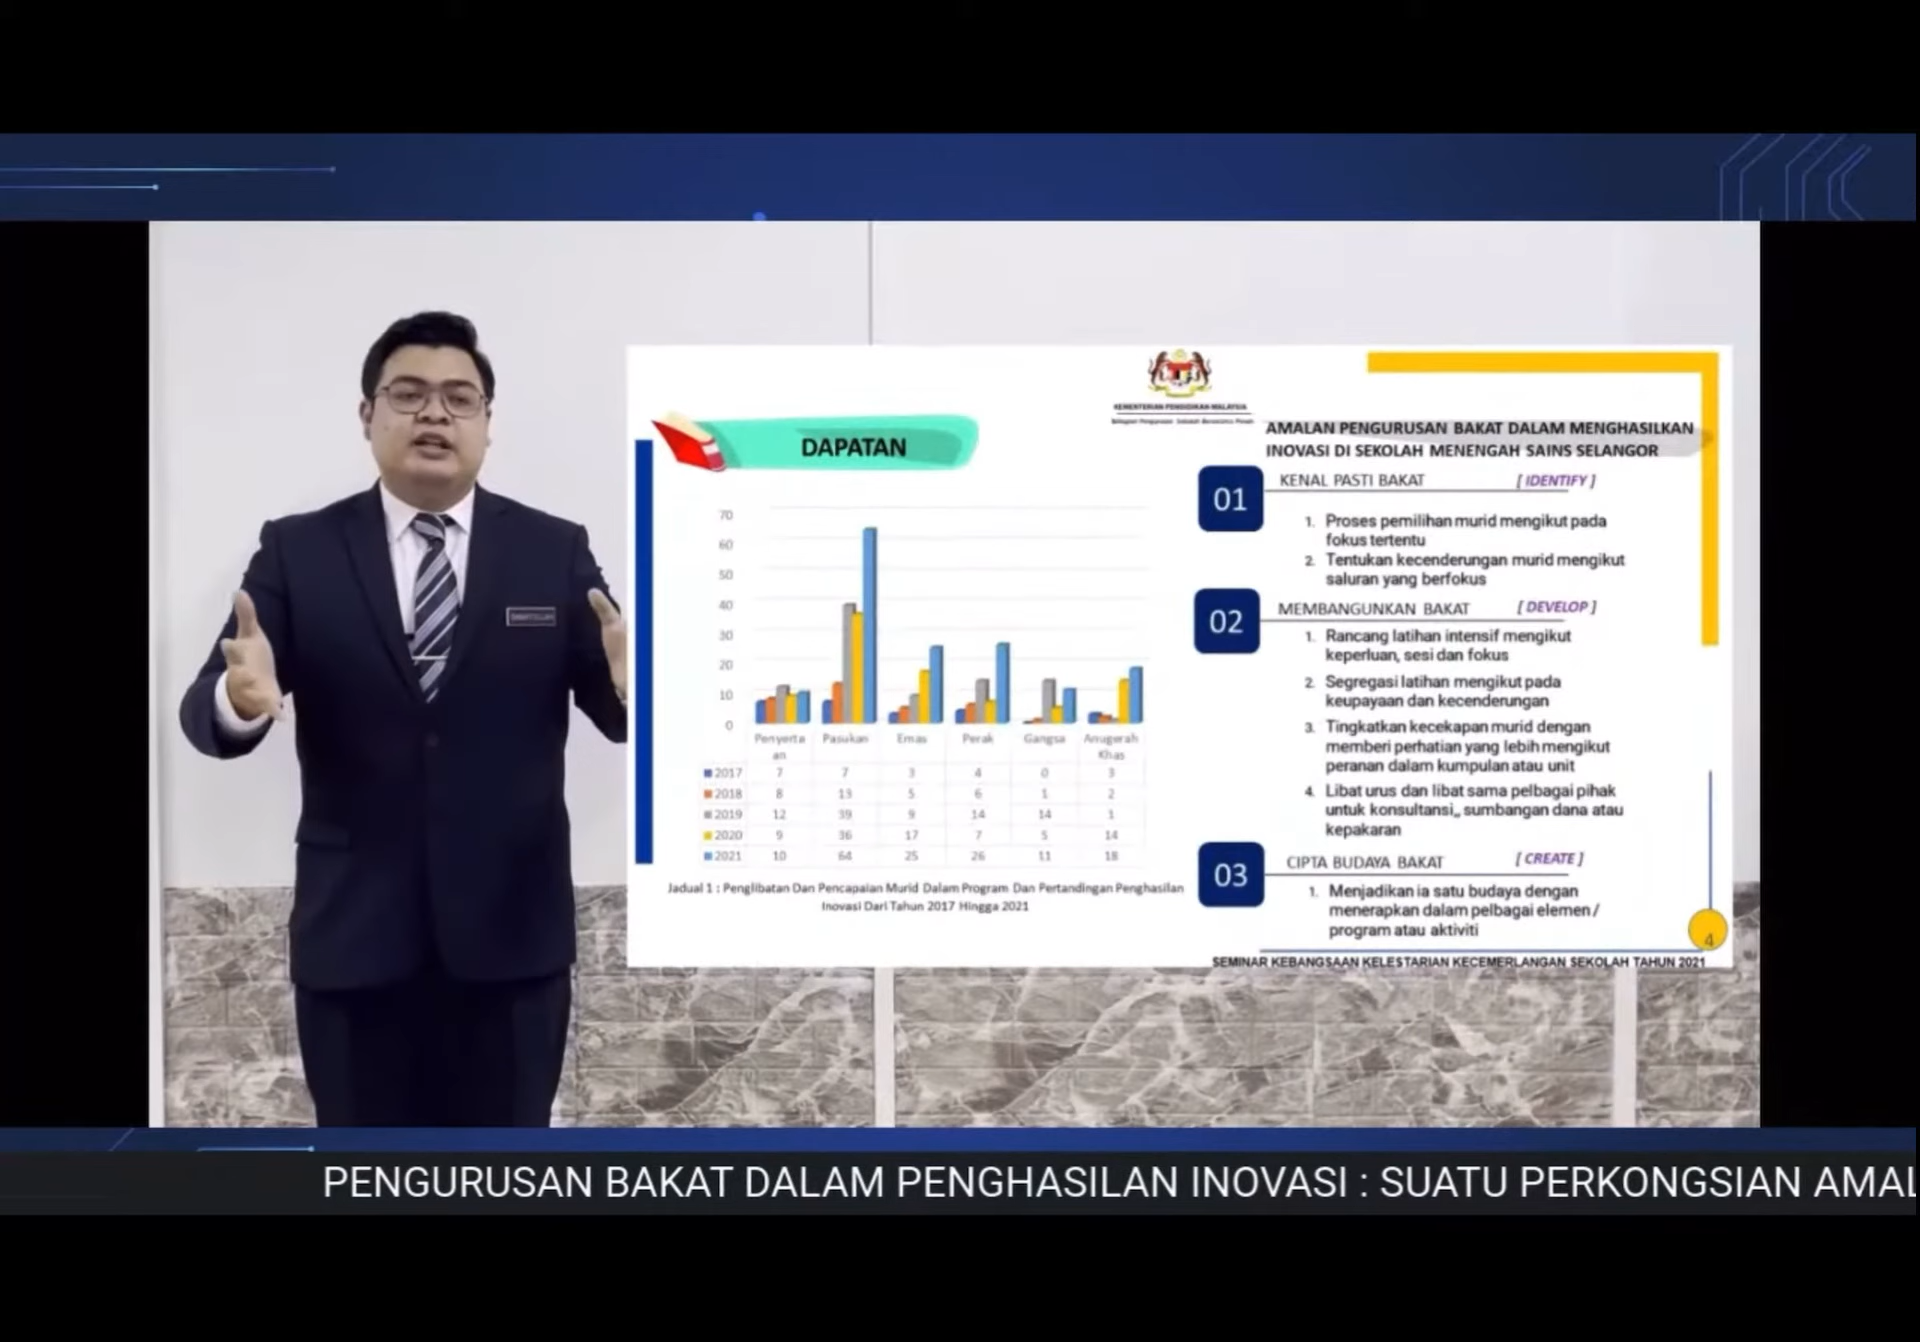 KEMENTERIAN PENDIDIKAN MALAYSIA
DAPATAN
70
60
50
40
30
20
10
0
Penyerta
an
Pasukan
Emas
Perak
Gangsa
Anugerah
Khas
2017 7 7 3 4 0 3
2018 8 13 5 6 1 2
2019 12 39 9 14 14 1
2020 9 36 17 7 5 14
2021 10 64 25 26 11 18
Jadual 1 : Penglibatan Dan Pencapaian Murid Dalam Program Dan Pertandingan Penghasilan
Inovasi Dari Tahun 2017 Hingga 2021
AMALAN PENGURUSAN BAKAT DALAM MENGHASILKAN
INOVASI DI SEKOLAH MENENGAH SAINS SELANGOR
01
KENAL PASTI BAKAT [ IDENTIFY ]
1. Proses pemilihan murid mengikut pada
fokus tertentu
2. Tentukan kecenderungan murid mengikut
saluran yang berfokus
02
MEMBANGUNKAN BAKAT [ DEVELOP ]
1. Rancang latihan intensif mengikut
keperluan, sesi dan fokus
2. Segregasi latihan mengikut pada
keupayaan dan kecenderungan
3. Tingkatkan kecekapan murid dengan
memberi perhatian yang lebih mengikut
peranan dalam kumpulan atau unit
4. Libat urus dan libat sama pelbagai pihak
untuk konsultansi,, sumbangan dana atau
kepakaran
03
CIPTA BUDAYA BAKAT [ CREATE ]
1. Menjadikan ia satu budaya dengan
menerapkan dalam pelbagai elemen /
program atau aktiviti
4
SEMINAR KEBANGSAAN KELESTARIAN KECEMERLANGAN SEKOLAH TAHUN 2021
PENGURUSAN BAKAT DALAM PENGHASILAN INOVASI : SUATU PERKONGSIAN AMAL